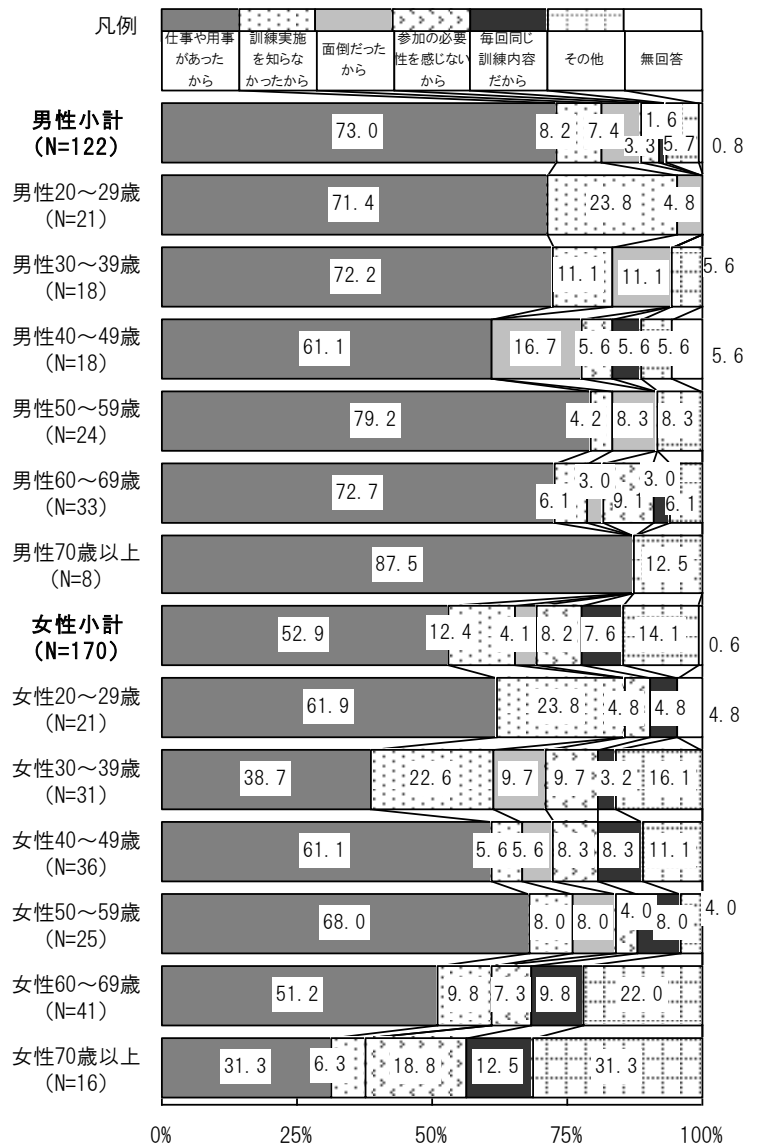 凡例
仕事や用事
があった
から
訓練実施
を知らな
かったから
面倒だった
から
参加の必要
性を感じない
から
毎回同じ
訓練内容
だから
その他
無回答
男性小計
(N=122)
73.0
8.2
7.4
3.3
1.6
5.7
0.8
男性20～29歳
(N=21)
71.4
23.8
4.8
男性30～39歳
(N=18)
72.2
11.1
11.1
5.6
男性40～49歳
(N=18)
61.1
16.7
5.6
5.6
5.6
5.6
男性50～59歳
(N=24)
79.2
4.2
8.3
8.3
男性60～69歳
(N=33)
72.7
6.1
3.0
9.1
3.0
6.1
男性70歳以上
(N=8)
87.5
12.5
女性小計
(N=170)
52.9
12.4
4.1
8.2
7.6
14.1
0.6
女性20～29歳
(N=21)
61.9
23.8
4.8
4.8
4.8
女性30～39歳
(N=31)
38.7
22.6
9.7
9.7
3.2
16.1
女性40～49歳
(N=36)
61.1
5.6
5.6
8.3
8.3
11.1
女性50～59歳
(N=25)
68.0
8.0
8.0
4.0
8.0
4.0
女性60～69歳
(N=41)
51.2
9.8
7.3
9.8
22.0
女性70歳以上
(N=16)
31.3
6.3
18.8
12.5
31.3
0%
25%
50%
75%
100%